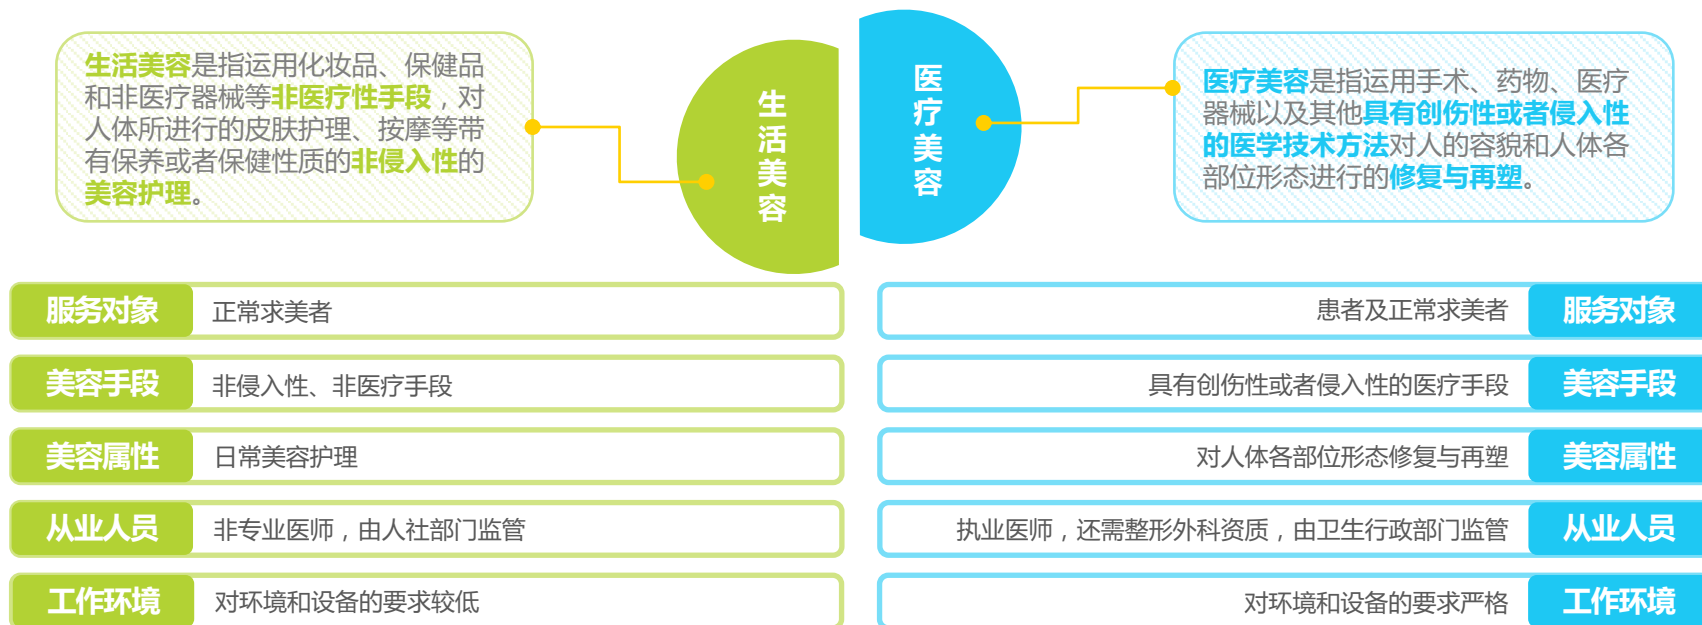 生活美容是指运用化妆品、保健品
和非医疗器械等非医疗性手段，对
人体所进行的皮肤护理、按摩等带
有保养或者保健性质的非侵入性的
美容护理。
生活美容
医疗美容
医疗美容是指运用手术、药物、医疗
器械以及其他具有创伤性或者侵入性
的医学技术方法对人的容貌和人体各
部位形态进行的修复与再塑。
服务对象 正常求美者
患者及正常求美者 服务对象
美容手段 非侵入性、非医疗手段
具有创伤性或者侵入性的医疗手段 美容手段
美容属性 日常美容护理
对人体各部位形态修复与再塑 美容属性
从业人员 非专业医师，由人社部门监管
执业医师，还需整形外科资质，由卫生行政部门监管 从业人员
工作环境 对环境和设备的要求较低
对环境和设备的要求严格 工作环境